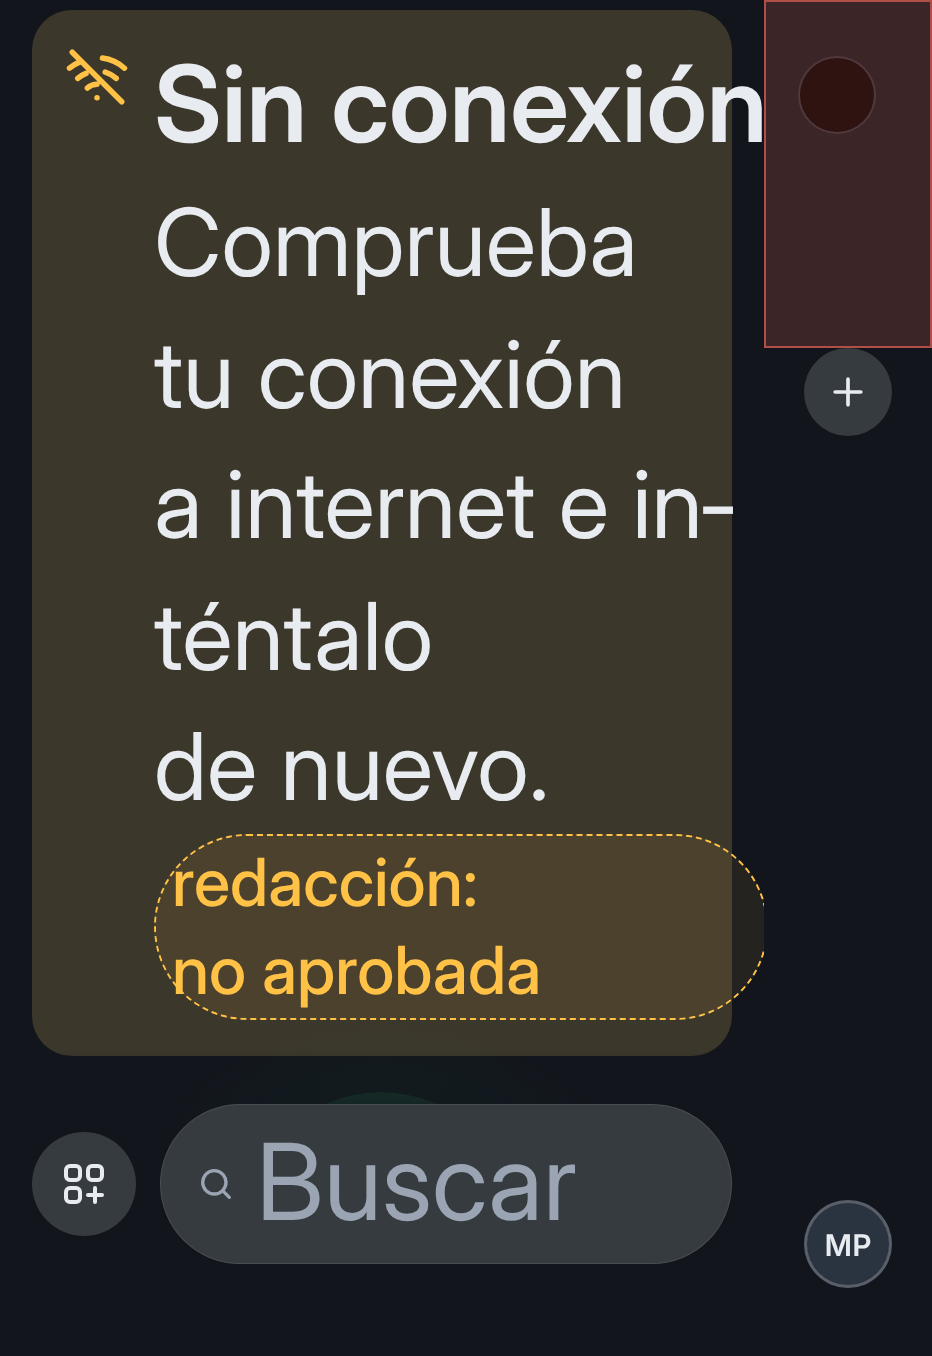 Sin conexión
Comprueba
tu conexión
a internet e in-
téntalo
de nuevo.
redacción:
no aprobada
Buscar
MP